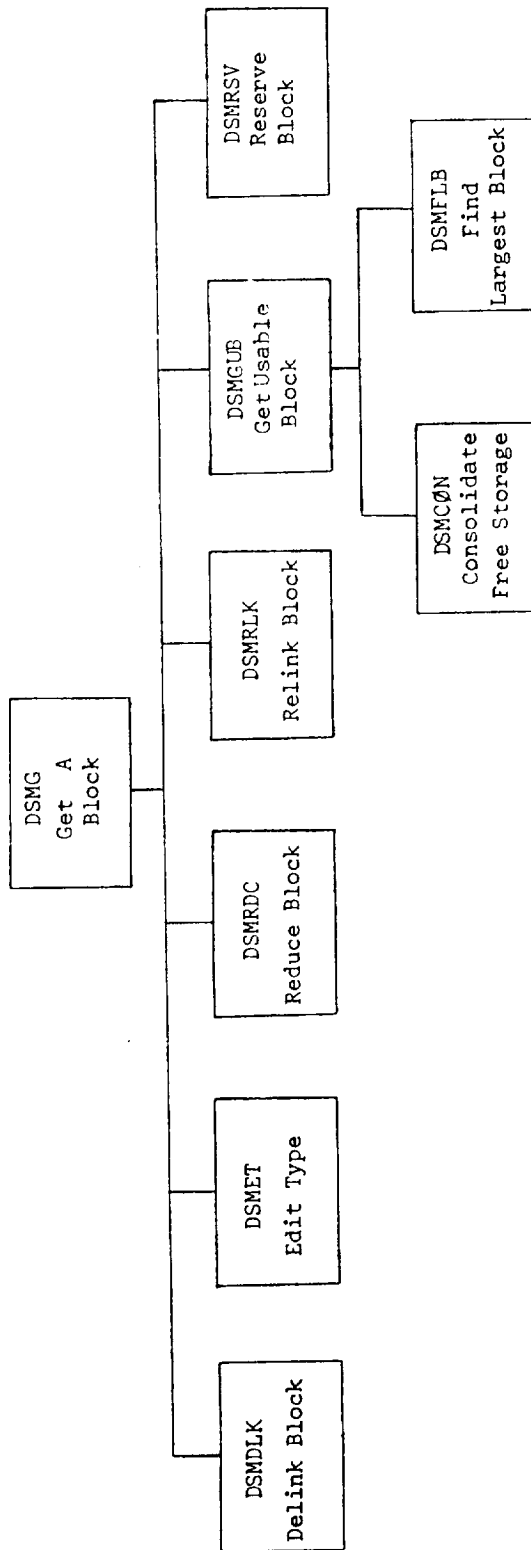 DSMG
Get A
Block
DSMDLK
Delink Block
DSMET
Edit Type
DSMRDC
Reduce Block
DSMRLK
Relink Block
DSMGUB
Get Usable
Block
DSMRSV
Reserve
Block
DSMCØN
Consolidate
Free Storage
DSMFLB
Find
Largest Block